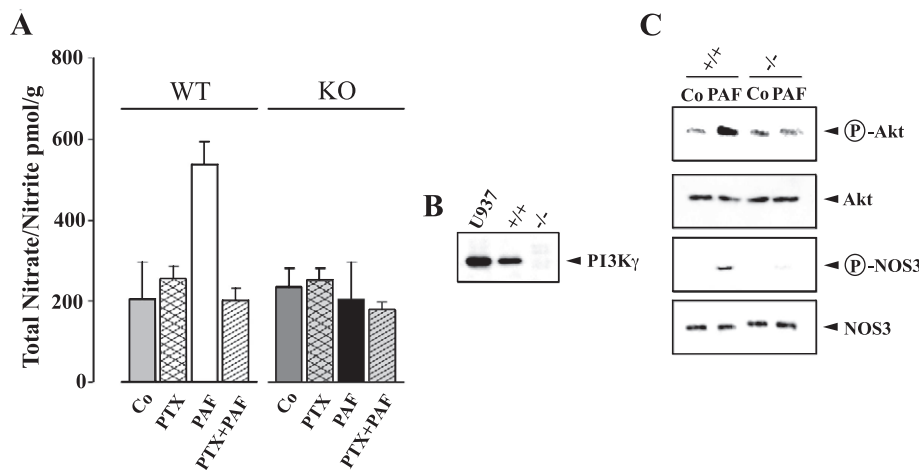 A
Total Nitrate/Nitrite pmol/g
800
600
400
200
0
WT
KO
Co
PTX
PAF
PTX+PAF
Co
PTX
PAF
PTX+PAF
B
U937
+/+
-/-
PI3Kγ
C
+/+
-/-
Co PAF Co PAF
Ⓟ-Akt
Akt
Ⓟ-NOS3
NOS3